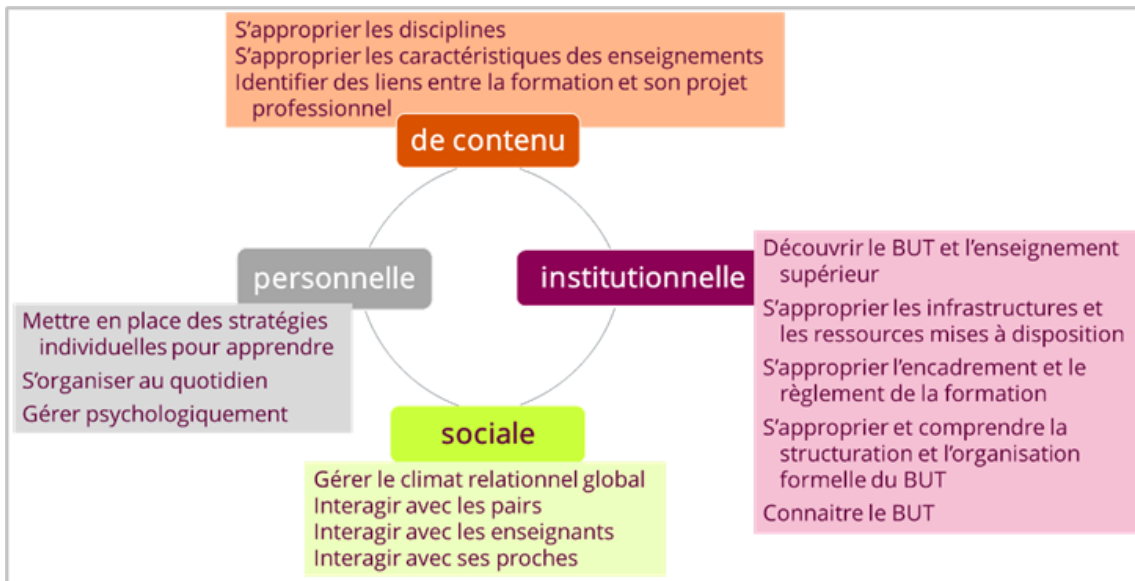 S’approprier les disciplines
S’approprier les caractéristiques des enseignements
Identifier des liens entre la formation et son projet
professionnel
de contenu
personnelle
Mettre en place des stratégies
individuelles pour apprendre
S’organiser au quotidien
Gérer psychologiquement
institutionnelle
Découvrir le BUT et l’enseignement
supérieur
S’approprier les infrastructures et
les ressources mises à disposition
S’approprier l’encadrement et le
règlement de la formation
S’approprier et comprendre la
structuration et l’organisation
formelle du BUT
Connaitre le BUT
sociale
Gérer le climat relationnel global
Interagir avec les pairs
Interagir avec les enseignants
Interagir avec ses proches